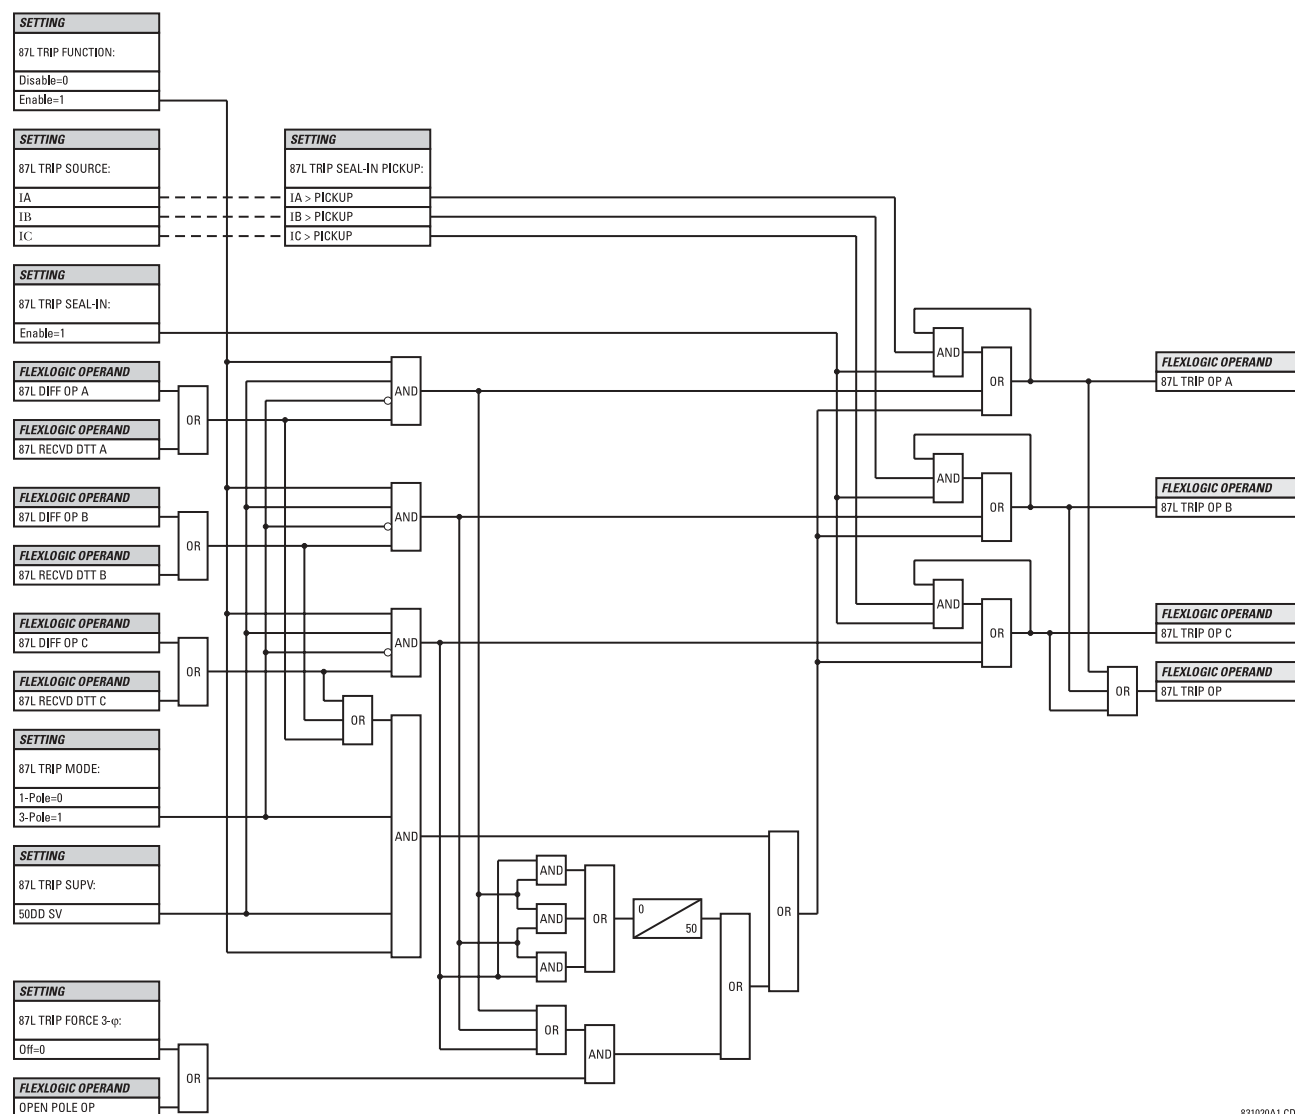 SETTING
87L TRIP FUNCTION:
Disable=0
Enable=1
SETTING
87L TRIP SOURCE:
IA
IB
IC
SETTING
87L TRIP SEAL-IN PICKUP:
IA > PICKUP
IB > PICKUP
IC > PICKUP
SETTING
87L TRIP SEAL-IN:
Enable=1
FLEXLOGIC OPERAND
87L DIFF OP A
OR
FLEXLOGIC OPERAND
87L RECVD DTT A
AND
FLEXLOGIC OPERAND
87L DIFF OP B
OR
FLEXLOGIC OPERAND
87L RECVD DTT B
AND
FLEXLOGIC OPERAND
87L DIFF OP C
OR
FLEXLOGIC OPERAND
87L RECVD DTT C
AND
OR
SETTING
87L TRIP MODE:
1-Pole=0
3-Pole=1
AND
SETTING
87L TRIP SUPV:
50DD SV
AND
AND
AND
OR
0
50
OR
AND
OR
OR
SETTING
87L TRIP FORCE 3-φ:
Off=0
OR
FLEXLOGIC OPERAND
OPEN POLE OP
AND
OR
FLEXLOGIC OPERAND
87L TRIP OP A
AND
OR
FLEXLOGIC OPERAND
87L TRIP OP B
AND
OR
FLEXLOGIC OPERAND
87L TRIP OP C
OR
FLEXLOGIC OPERAND
87L TRIP OP